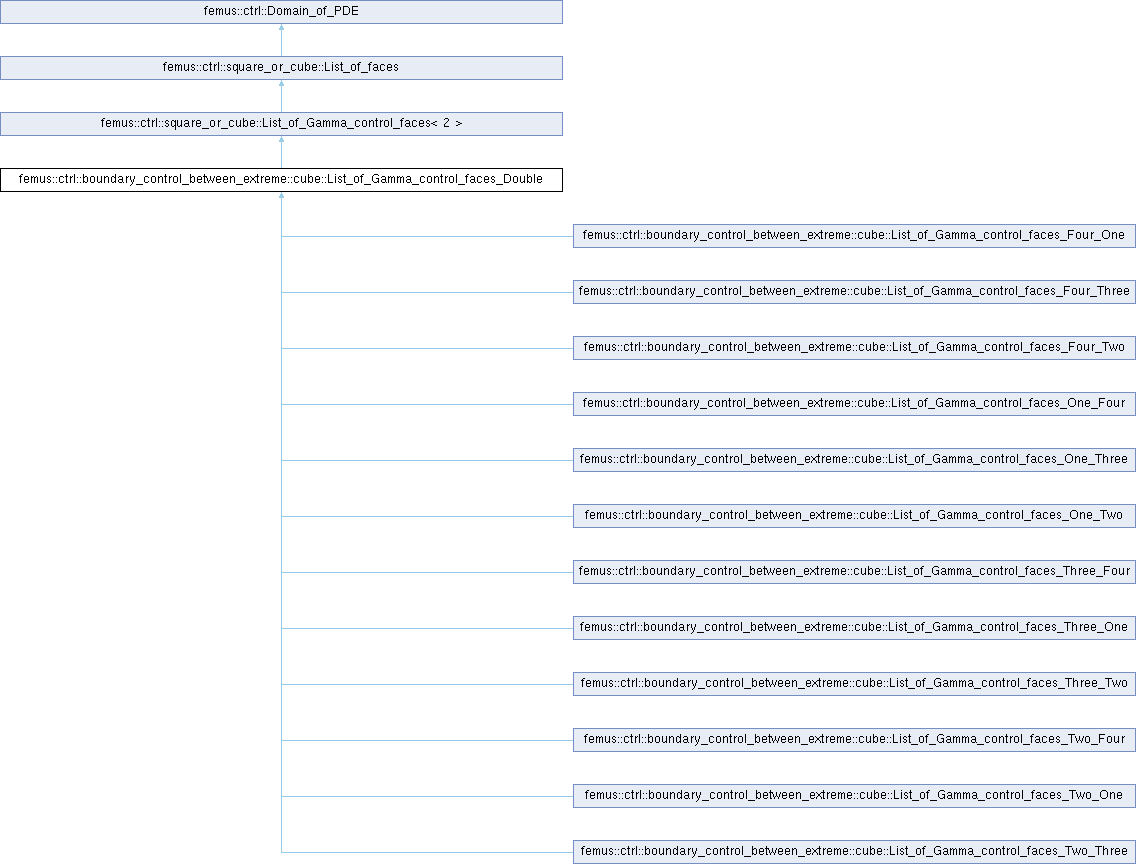 femus::ctrl::Domain_of_PDE
femus::ctrl::square_or_cube::List_of_faces
femus::ctrl::square_or_cube::List_of_Gamma_control_faces< 2 >
femus::ctrl::boundary_control_between_extreme::cube::List_of_Gamma_control_faces_Double
femus::ctrl::boundary_control_between_extreme::cube::List_of_Gamma_control_faces_Four_One
femus::ctrl::boundary_control_between_extreme::cube::List_of_Gamma_control_faces_Four_Three
femus::ctrl::boundary_control_between_extreme::cube::List_of_Gamma_control_faces_Four_Two
femus::ctrl::boundary_control_between_extreme::cube::List_of_Gamma_control_faces_One_Four
femus::ctrl::boundary_control_between_extreme::cube::List_of_Gamma_control_faces_One_Three
femus::ctrl::boundary_control_between_extreme::cube::List_of_Gamma_control_faces_One_Two
femus::ctrl::boundary_control_between_extreme::cube::List_of_Gamma_control_faces_Three_Four
femus::ctrl::boundary_control_between_extreme::cube::List_of_Gamma_control_faces_Three_One
femus::ctrl::boundary_control_between_extreme::cube::List_of_Gamma_control_faces_Three_Two
femus::ctrl::boundary_control_between_extreme::cube::List_of_Gamma_control_faces_Two_Four
femus::ctrl::boundary_control_between_extreme::cube::List_of_Gamma_control_faces_Two_One
femus::ctrl::boundary_control_between_extreme::cube::List_of_Gamma_control_faces_Two_Three